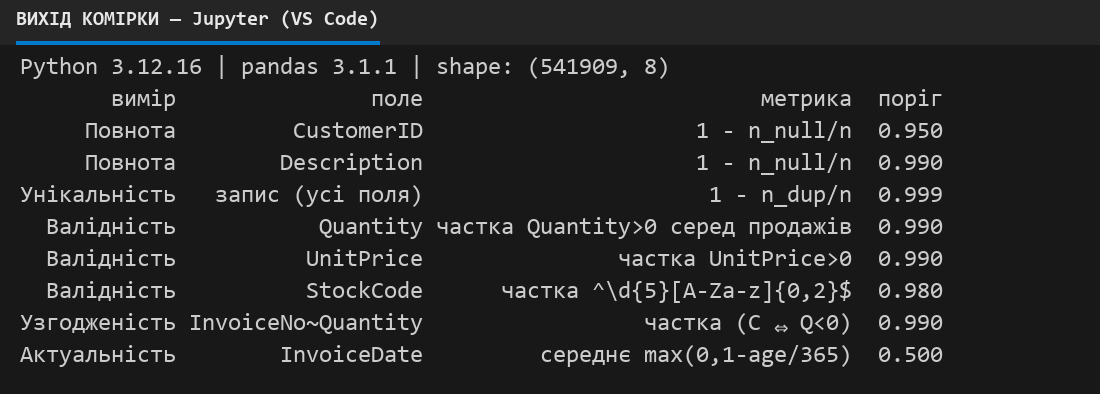 ВИХІД КОМІРКИ — Jupyter (VS Code)
Python 3.12.16 | pandas 3.1.1 | shape: (541909, 8)
вимір поле метрика поріг
Повнота CustomerID 1 - n_null/n 0.950
Повнота Description 1 - n_null/n 0.990
Унікальність запис (усі поля) 1 - n_dup/n 0.999
Валідність Quantity частка Quantity>0 серед продажів 0.990
Валідність UnitPrice частка UnitPrice>0 0.990
Валідність StockCode частка ^\d{5}[A-Za-z]{0,2}$ 0.980
Узгодженість InvoiceNo~Quantity частка (C ⇔ Q<0) 0.990
Актуальність InvoiceDate середнє max(0,1-age/365) 0.500